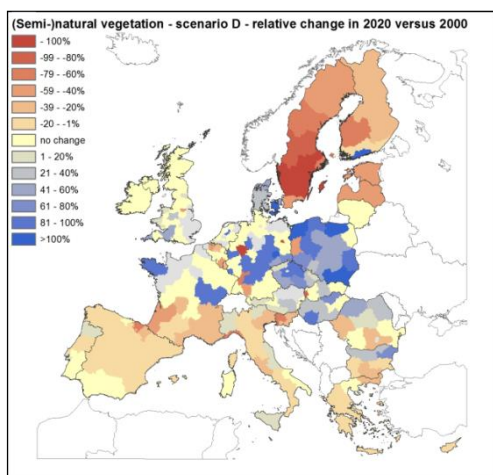 (Semi-)natural vegetation - scenario D - relative change in 2020 versus 2000
- 100%
-99 - -80%
-79 - -60%
-59 - -40%
-39 - -20%
-20 - -1%
no change
1 - 20%
21 - 40%
41 - 60%
61 - 80%
81 - 100%
>100%